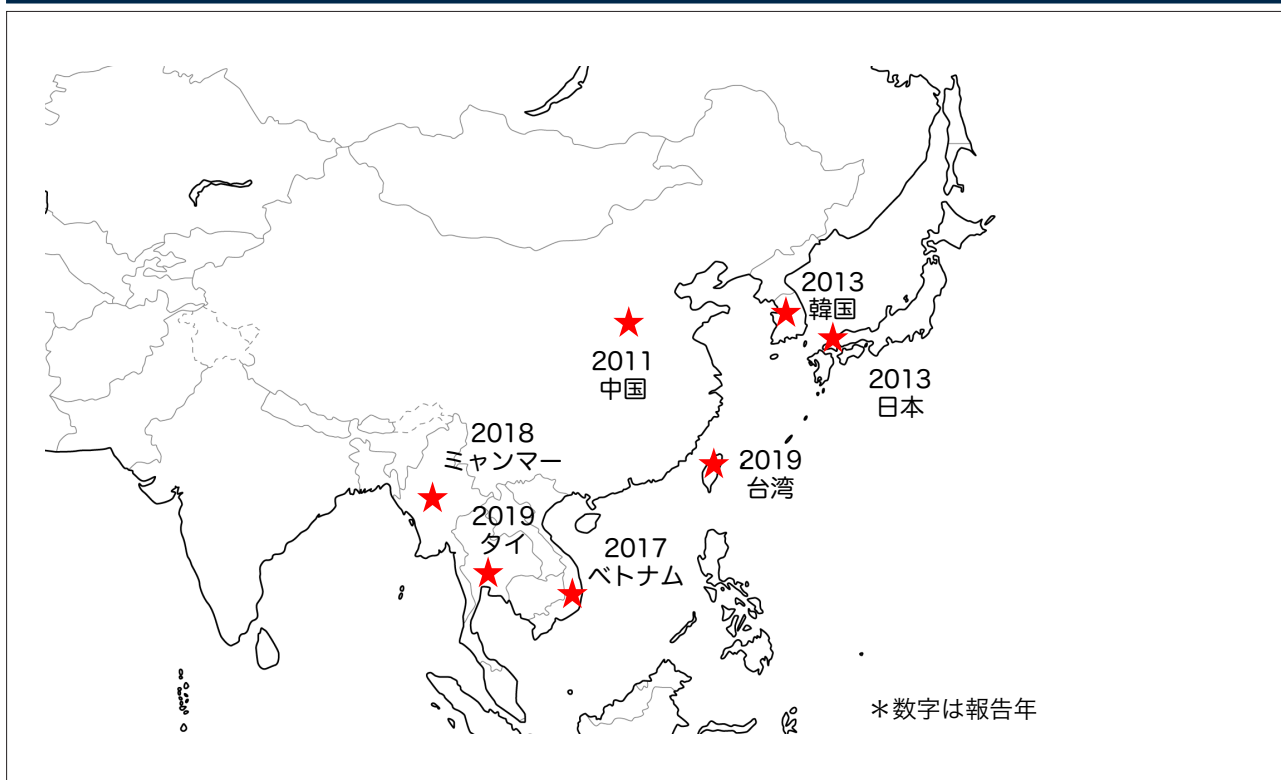 2013
韓国
2011
中国
2013
日本
2018
ミャンマー
2019
台湾
2019
タイ
2017
ベトナム
＊数字は報告年